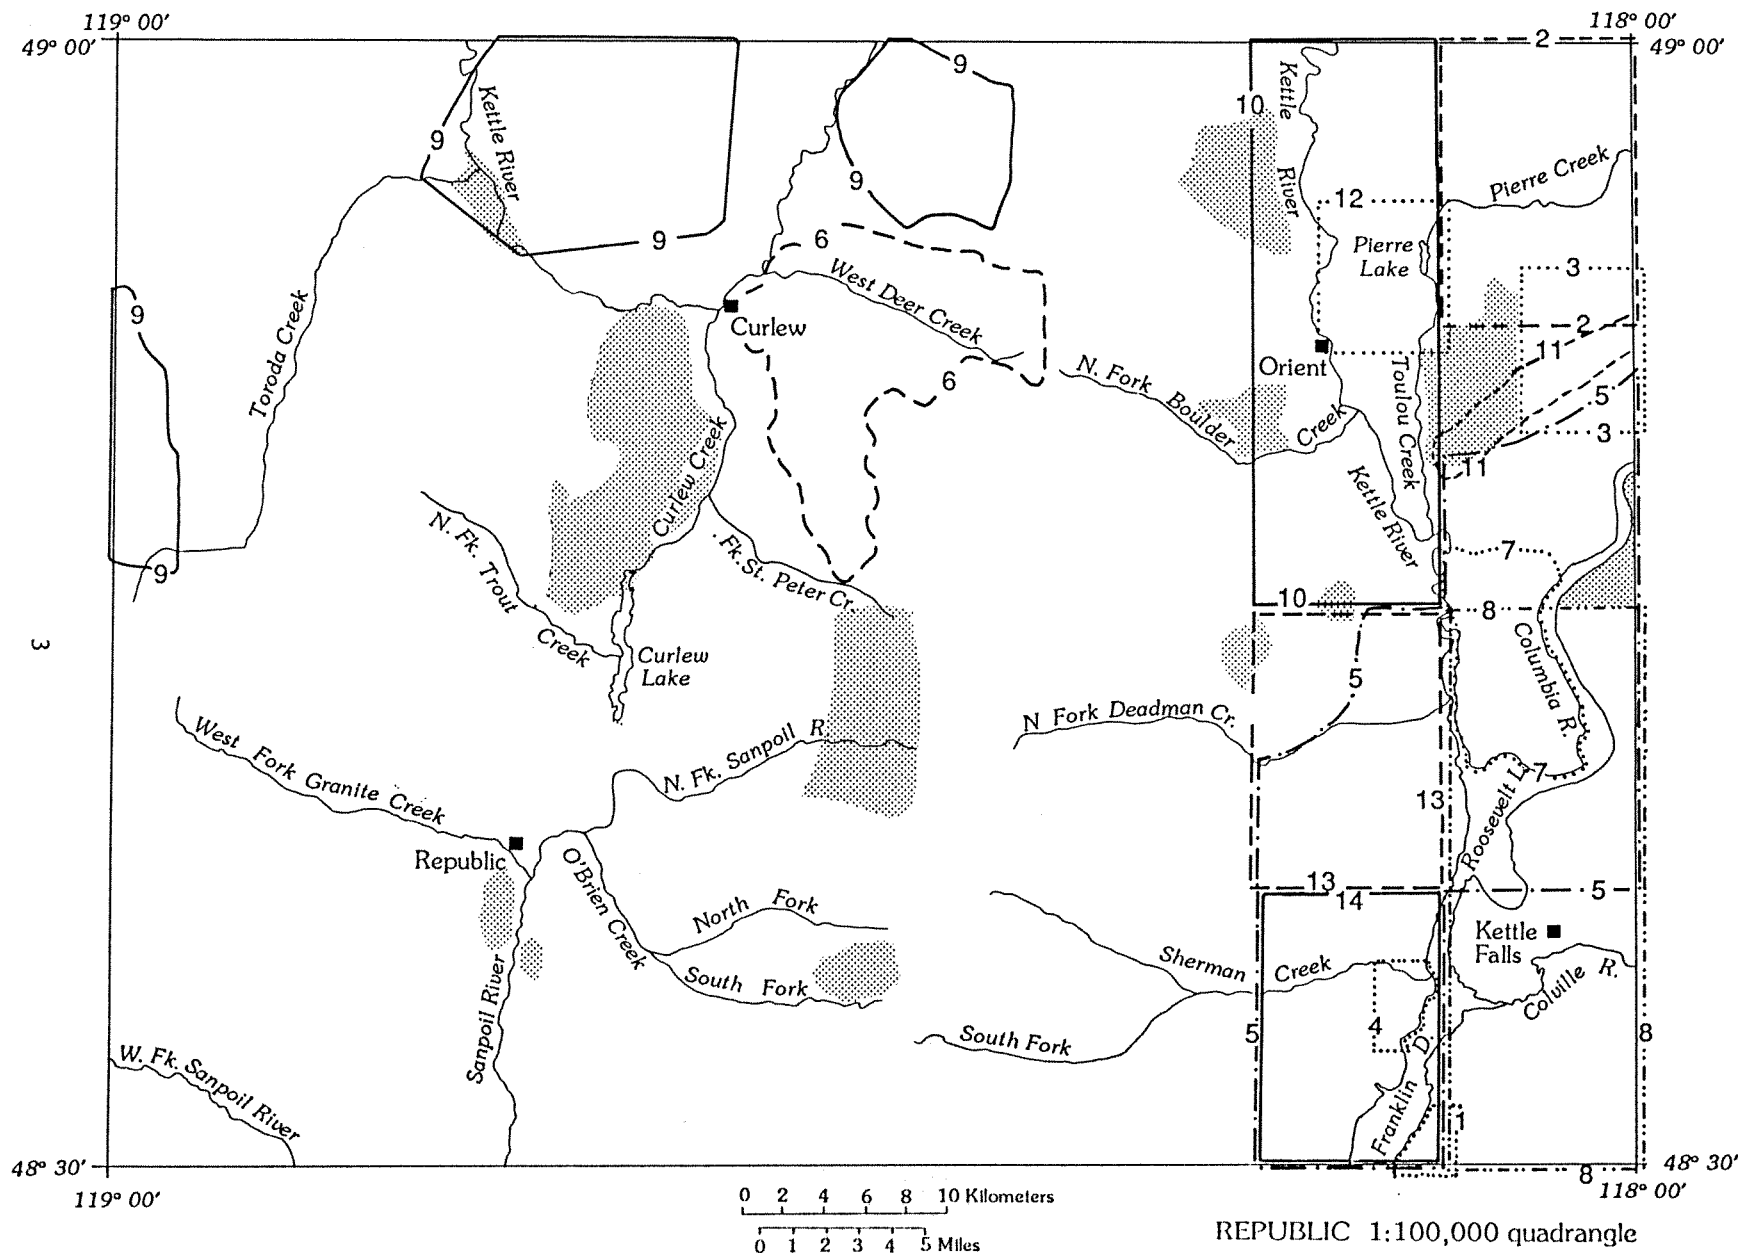 119° 00′
118° 00′
49° 00′
2
49° 00′
9
9
Kettle River
Kettle
River
10
Pierre Creek
9
12
Pierre
Lake
9
6
West Deer Creek
3
9
Toroda Creek
Curlew
2
11
Orient
N. Fork Boulder
Creek
Toulou Creek
5
6
3
Curlew Creek
11
Kettle River
N. Fk. Trout
Creek
. Fk. St. Peter Cr.
7
9
10
8
3
Curlew
Lake
5
Columbia R.
West Fork Granite Creek
N. Fk. Sanpoil R.
N Fork Deadman Cr.
7
13
Roosevelt L.
Republic
O'Brien Creek
13
14
5
North Fork
Kettle
Falls
South Fork
Sherman Creek
Colville R.
Sanpoil River
South Fork
5
4
8
W. Fk. Sanpoil River
Franklin D.
1
48° 30′
48° 30′
8
119° 00′
118° 00′
0 2 4 6 8 10 Kilometers
0 1 2 3 4 5 Miles
REPUBLIC 1:100,000 quadrangle